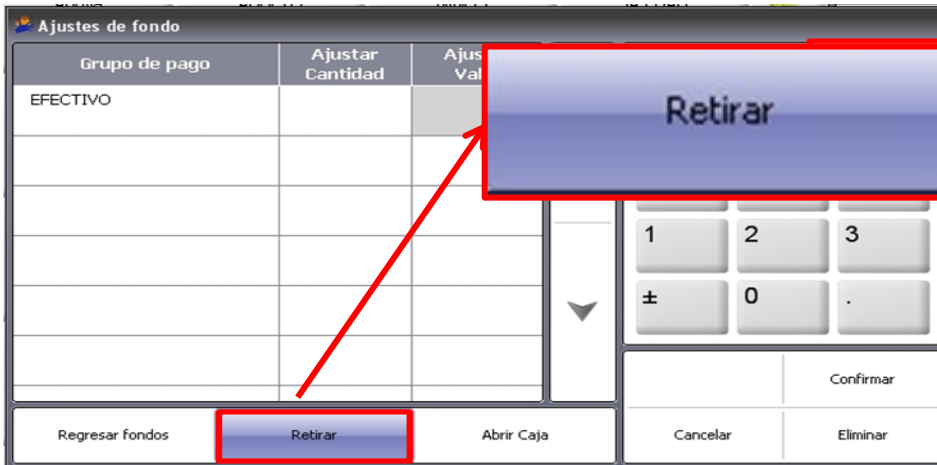 Ajustes de fondo
Grupo de pago
Ajustar
Cantidad
EFECTIVO
Retirar
1 2 3
± 0 .
Confirmar
Regresar fondos Retirar Abrir Caja Cancelar Eliminar